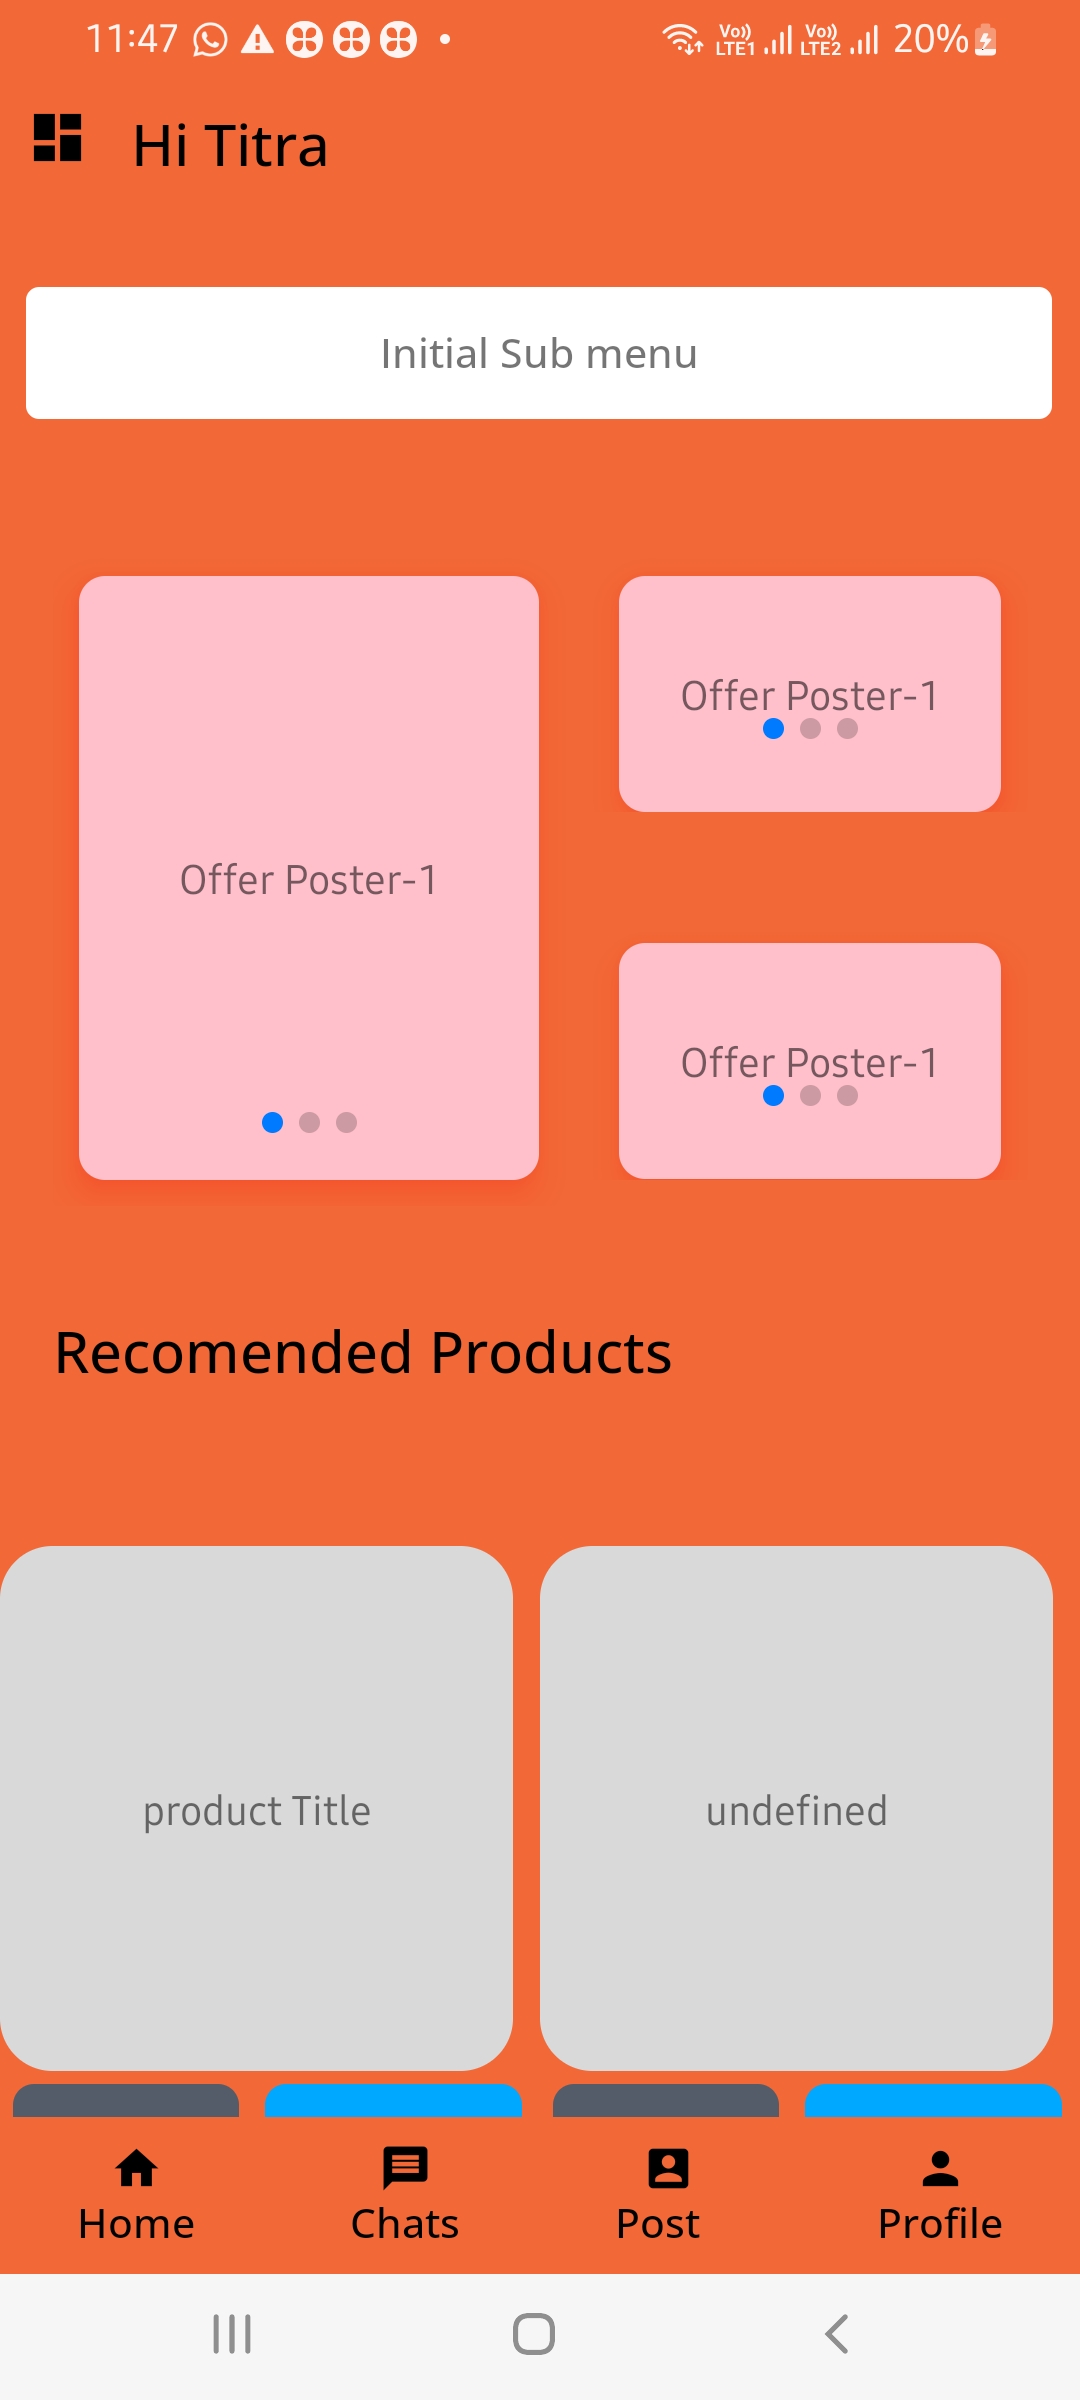 11:47 Vo)) LTE1 Vo)) LTE2 20%
Hi Titra
Initial Sub menu
Offer Poster-1
Offer Poster-1
Offer Poster-1
Recomended Products
product Title undefined
Home Chats Post Profile